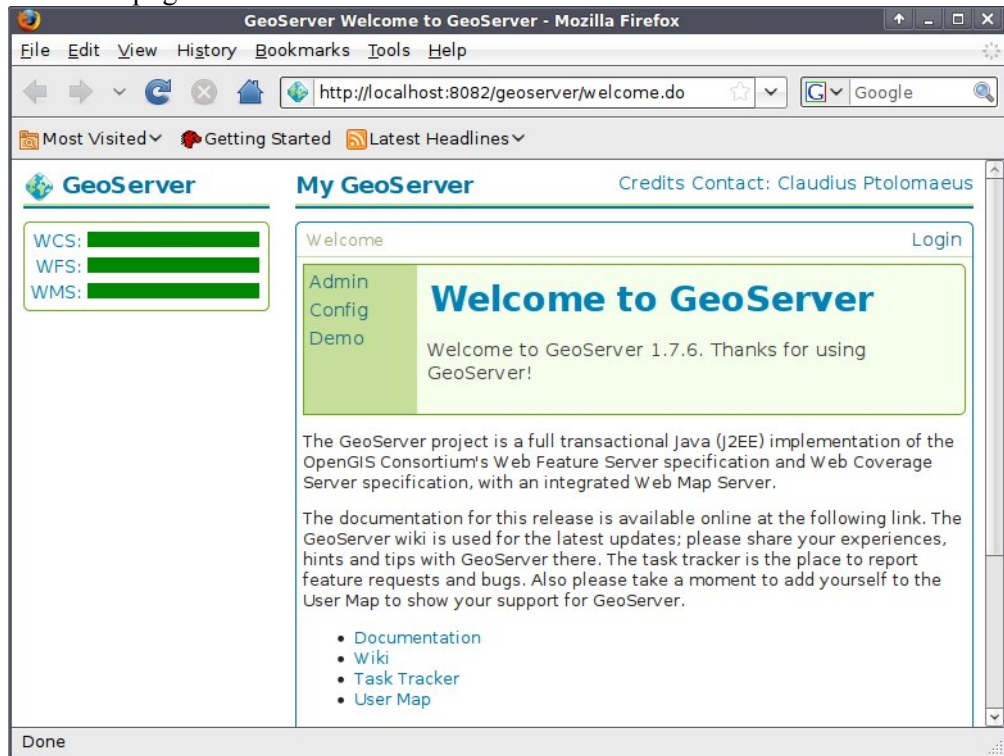 GeoServer Welcome to GeoServer - Mozilla Firefox
File Edit View History Bookmarks Tools Help
http://localhost:8082/geoserver/welcome.do
G Google
Most Visited Getting Started Latest Headlines
GeoServer
WCS:
WFS:
WMS:
My GeoServer Credits Contact: Claudius Ptolomaeus
Welcome Login
Admin
Config
Demo
Welcome to GeoServer
Welcome to GeoServer 1.7.6. Thanks for using
GeoServer!
The GeoServer project is a full transactional Java (J2EE) implementation of the
OpenGIS Consortium's Web Feature Server specification and Web Coverage
Server specification, with an integrated Web Map Server.
The documentation for this release is available online at the following link. The
GeoServer wiki is used for the latest updates; please share your experiences,
hints and tips with GeoServer there. The task tracker is the place to report
feature requests and bugs. Also please take a moment to add yourself to the
User Map to show your support for GeoServer.
• Documentation
• Wiki
• Task Tracker
• User Map
Done